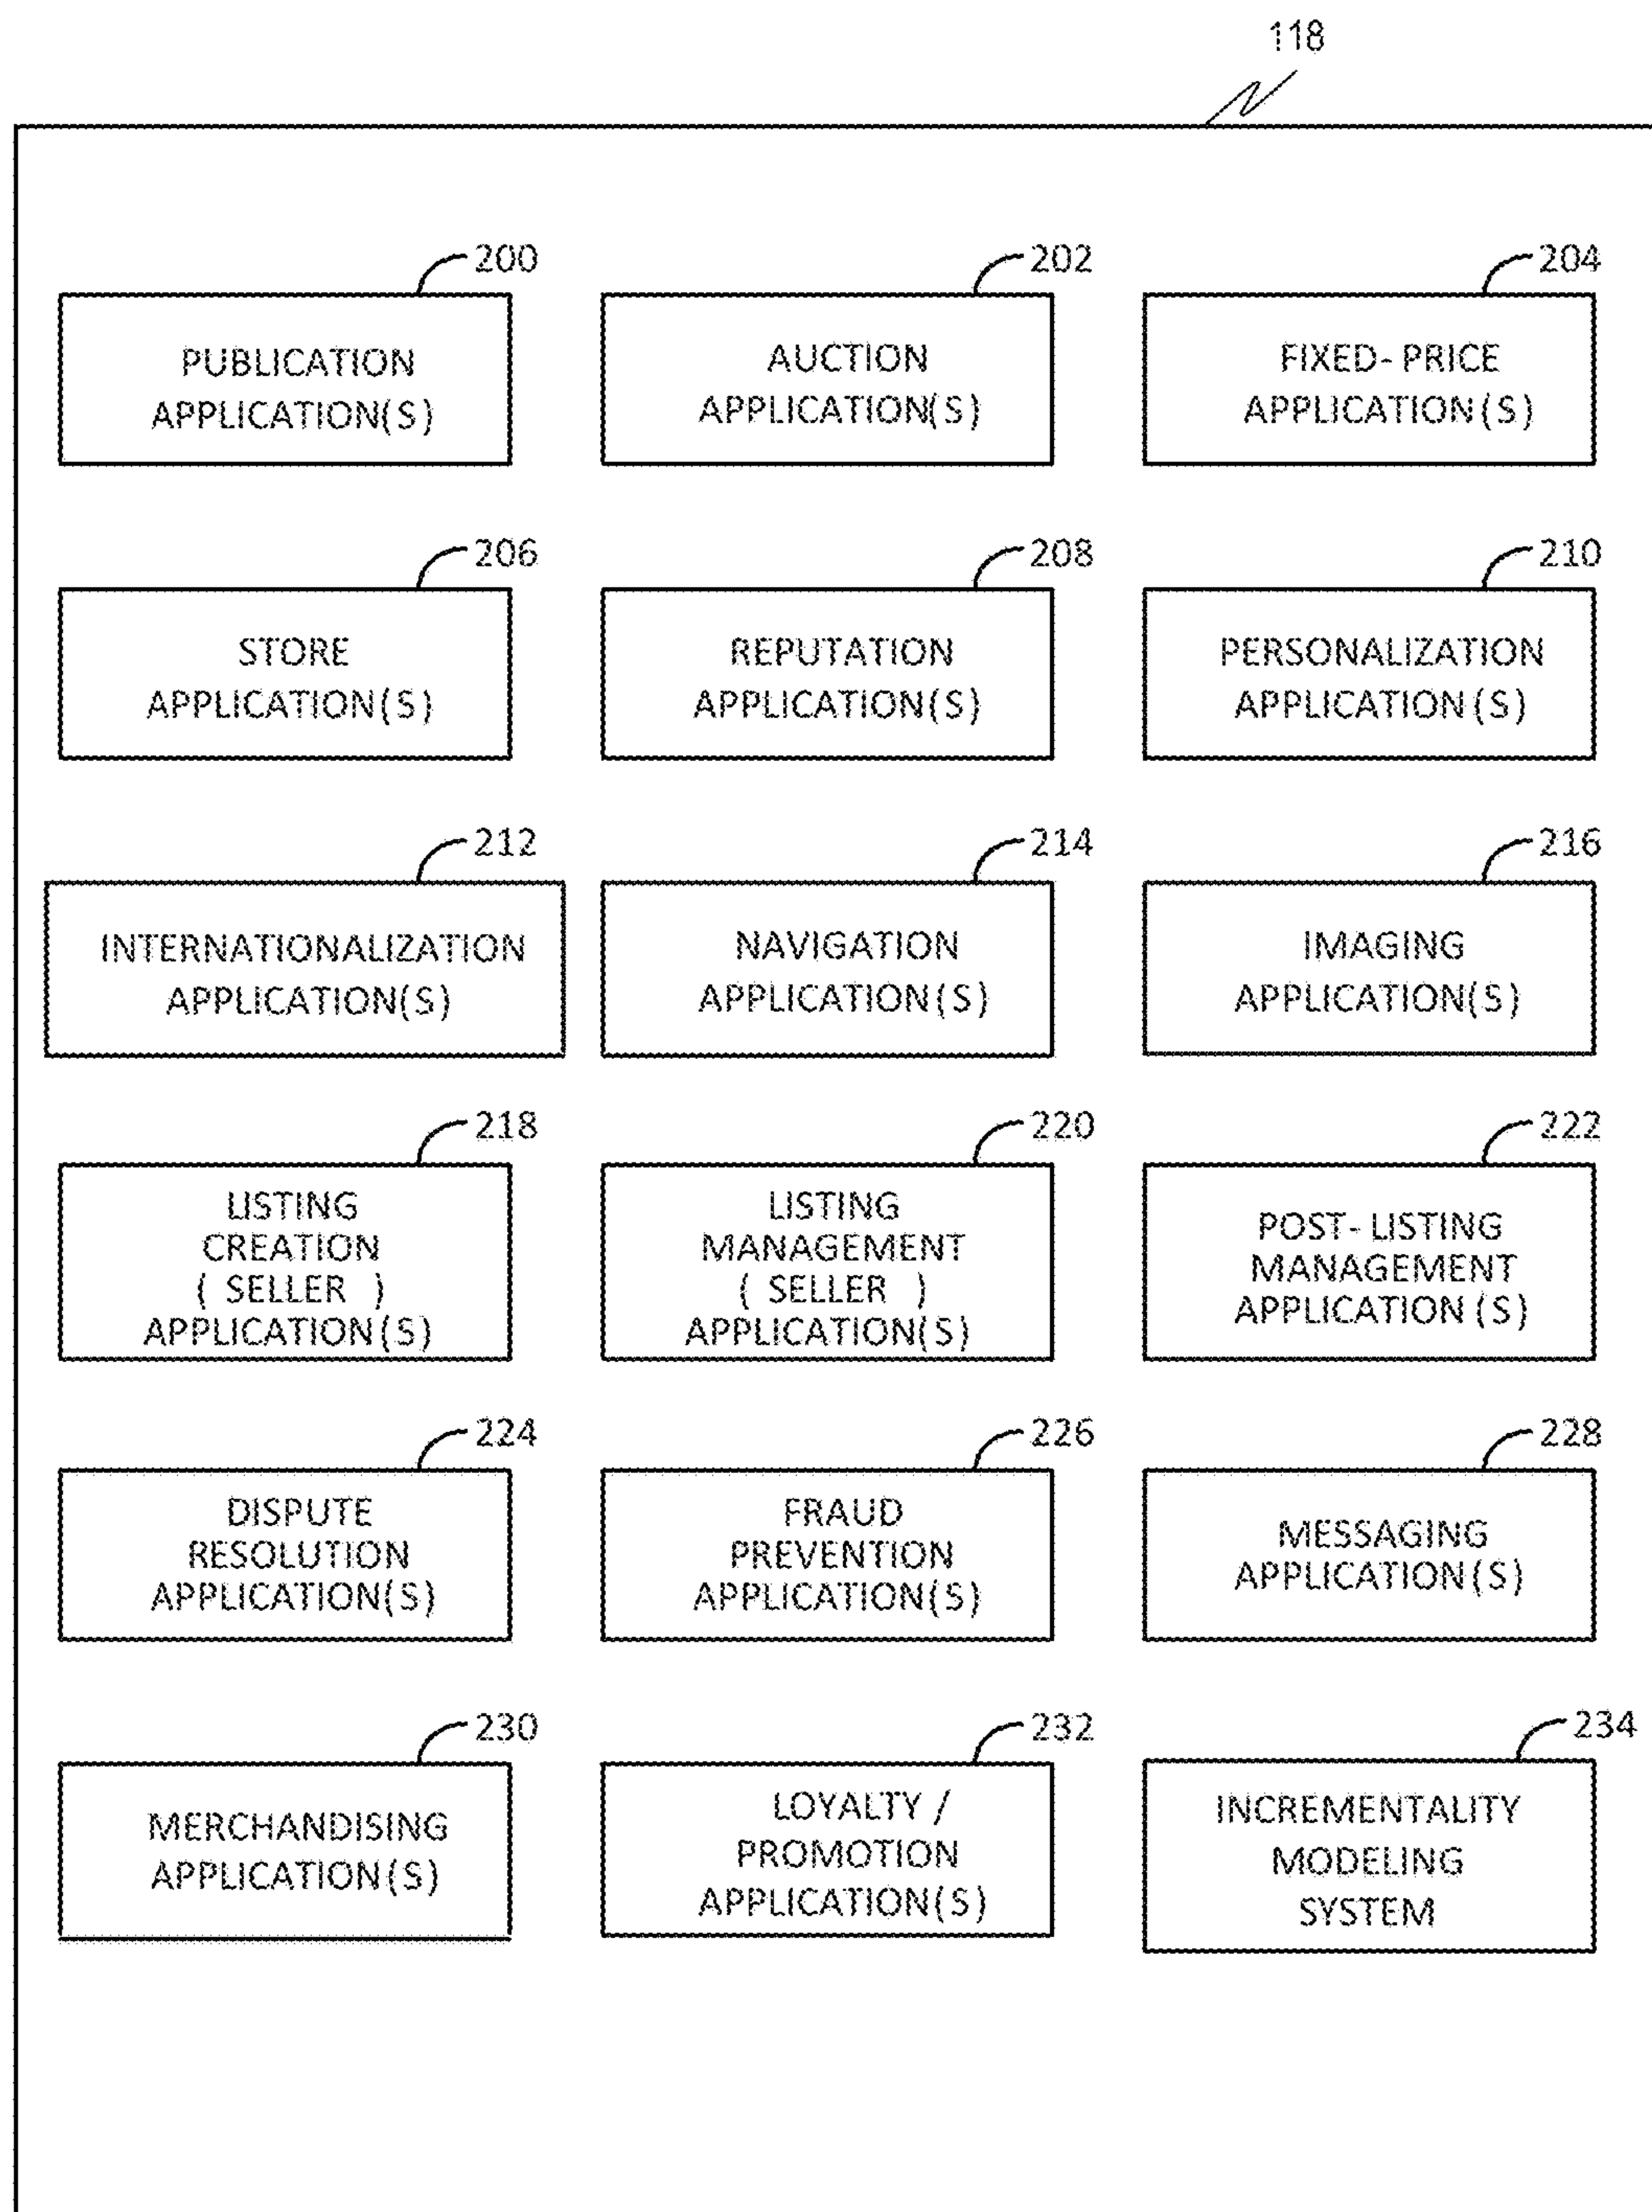 118
200
PUBLICATION
APPLICATION(S)
202
AUCTION
APPLICATION(S)
204
FIXED- PRICE
APPLICATION(S)
206
STORE
APPLICATION(S)
208
REPUTATION
APPLICATION(S)
210
PERSONALIZATION
APPLICATION(S)
212
INTERNATIONALIZATION
APPLICATION(S)
214
NAVIGATION
APPLICATION(S)
216
IMAGING
APPLICATION(S)
218
LISTING
CREATION
( SELLER )
APPLICATION(S)
220
LISTING
MANAGEMENT
( SELLER )
APPLICATION(S)
222
POST- LISTING
MANAGEMENT
APPLICATION (S)
224
DISPUTE
RESOLUTION
APPLICATION(S)
226
FRAUD
PREVENTION
APPLICATION(S)
228
MESSAGING
APPLICATION(S)
230
MERCHANDISING
APPLICATION(S)
232
LOYALTY /
PROMOTION
APPLICATION(S)
234
INCREMENTALITY
MODELING
SYSTEM